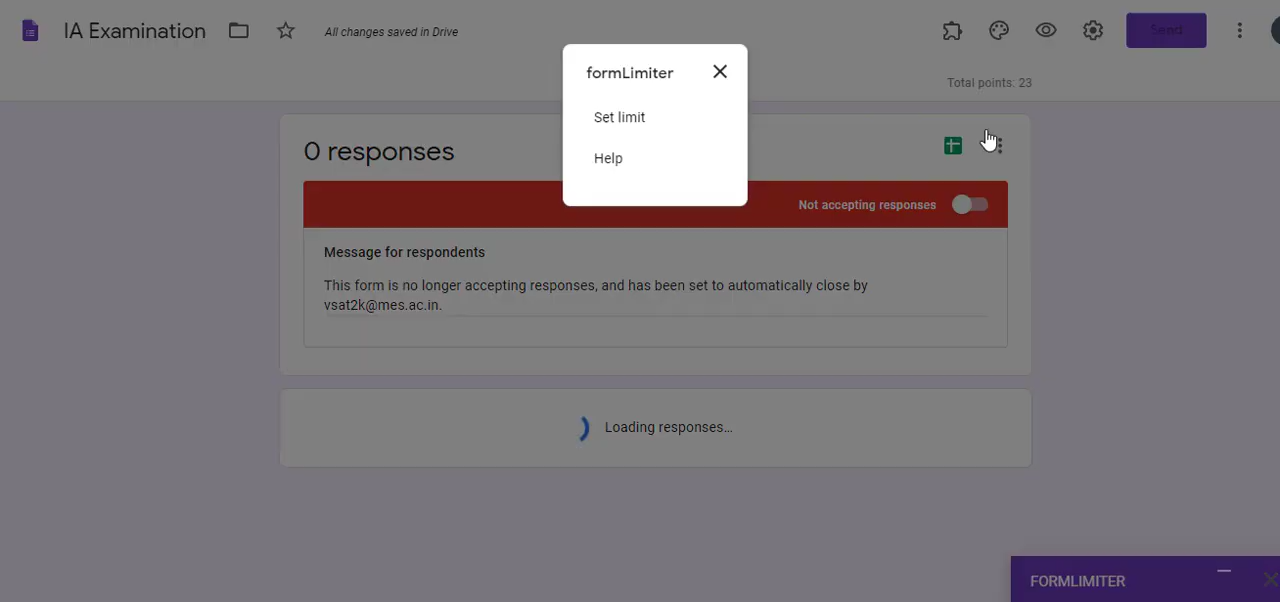 IA Examination
All changes saved in Drive
Send
Total points: 23
formLimiter
Set limit
Help
0 responses
Not accepting responses
Message for respondents
This form is no longer accepting responses, and has been set to automatically close by
vsat2k@mes.ac.in.
Loading responses...
FORMLIMITER